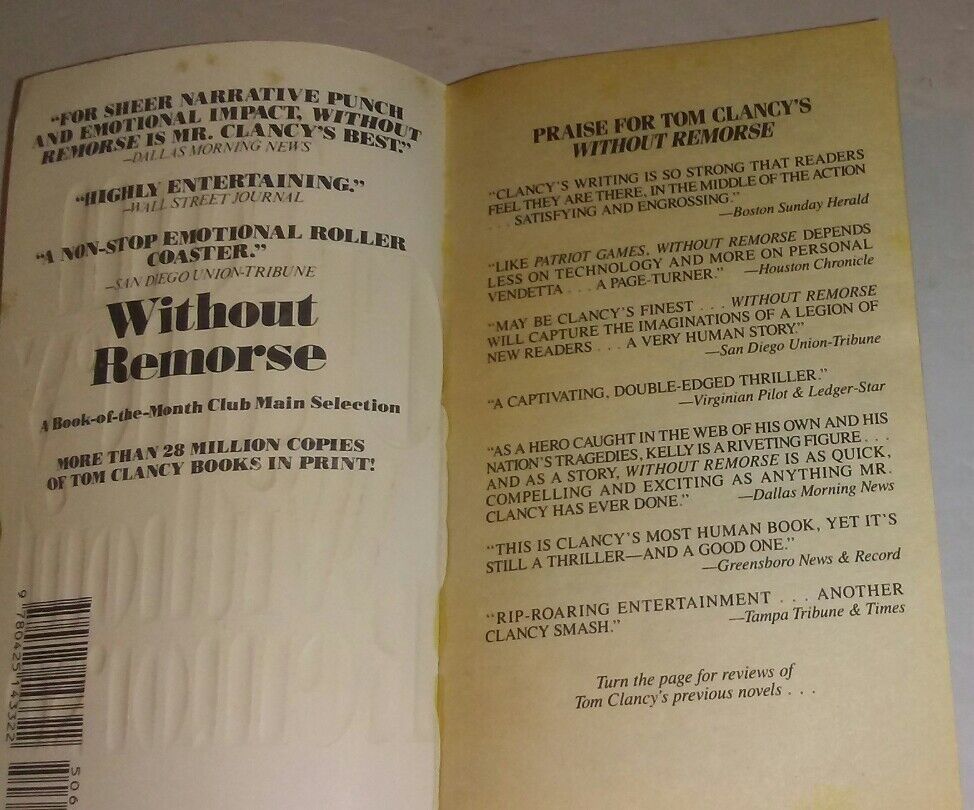 “FOR SHEER NARRATIVE PUNCH
AND EMOTIONAL IMPACT, WITHOUT
REMORSE IS MR. CLANCY’S BEST.”
—DALLAS MORNING NEWS
“HIGHLY ENTERTAINING.”
—WALL STREET JOURNAL
“A NON-STOP EMOTIONAL ROLLER
COASTER.”
—SAN DIEGO UNION-TRIBUNE
Without
Remorse
A Book-of-the-Month Club Main Selection
MORE THAN 28 MILLION COPIES
OF TOM CLANCY BOOKS IN PRINT!
9 780425 143322
506
PRAISE FOR TOM CLANCY’S
WITHOUT REMORSE
“CLANCY’S WRITING IS SO STRONG THAT READERS
FEEL THEY ARE THERE, IN THE MIDDLE OF THE ACTION
. . . SATISFYING AND ENGROSSING.”
—Boston Sunday Herald
“LIKE PATRIOT GAMES, WITHOUT REMORSE DEPENDS
LESS ON TECHNOLOGY AND MORE ON PERSONAL
VENDETTA . . . A PAGE-TURNER.” —Houston Chronicle
“MAY BE CLANCY’S FINEST . . . WITHOUT REMORSE
WILL CAPTURE THE IMAGINATIONS OF A LEGION OF
NEW READERS . . . A VERY HUMAN STORY.”
—San Diego Union-Tribune
“A CAPTIVATING, DOUBLE-EDGED THRILLER.”
—Virginian Pilot & Ledger-Star
“AS A HERO CAUGHT IN THE WEB OF HIS OWN AND HIS
NATION’S TRAGEDIES, KELLY IS A RIVETING FIGURE . . .
AND AS A STORY, WITHOUT REMORSE IS AS QUICK,
COMPELLING AND EXCITING AS ANYTHING MR.
CLANCY HAS EVER DONE.” —Dallas Morning News
“THIS IS CLANCY’S MOST HUMAN BOOK, YET IT’S
STILL A THRILLER—AND A GOOD ONE.”
—Greensboro News & Record
“RIP-ROARING ENTERTAINMENT . . . ANOTHER
CLANCY SMASH.” —Tampa Tribune & Times
Turn the page for reviews of
Tom Clancy’s previous novels . . .